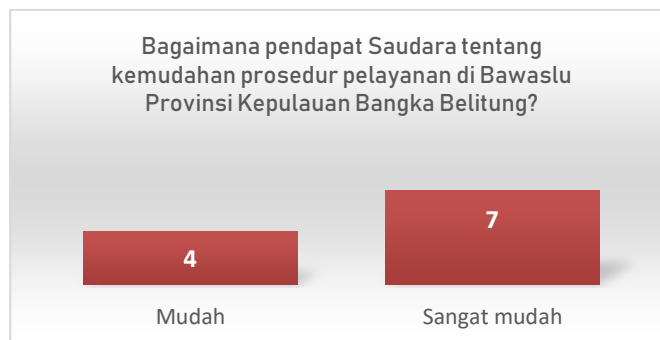 Bagaimana pendapat Saudara tentang
kemudahan prosedur pelayanan di Bawaslu
Provinsi Kepulauan Bangka Belitung?
4
7
Mudah
Sangat mudah